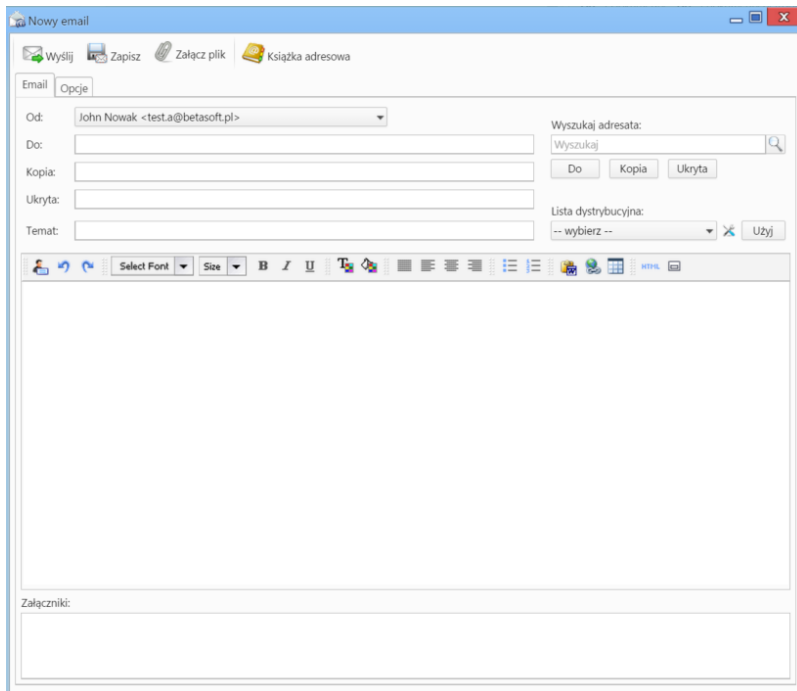 Nowy email
Wyślij Zapisz Załącz plik Książka adresowa
Email Opcje
Od: John Nowak <test.a@betasoft.pl>
Wyszukaj adresata:
Do: Wyszukaj
Kopia: Do Kopia Ukryta
Ukryta:
Lista dystrybucyjna:
Temat: -- wybierz -- Użyj
Select Font Size B I U HTML
Załączniki: